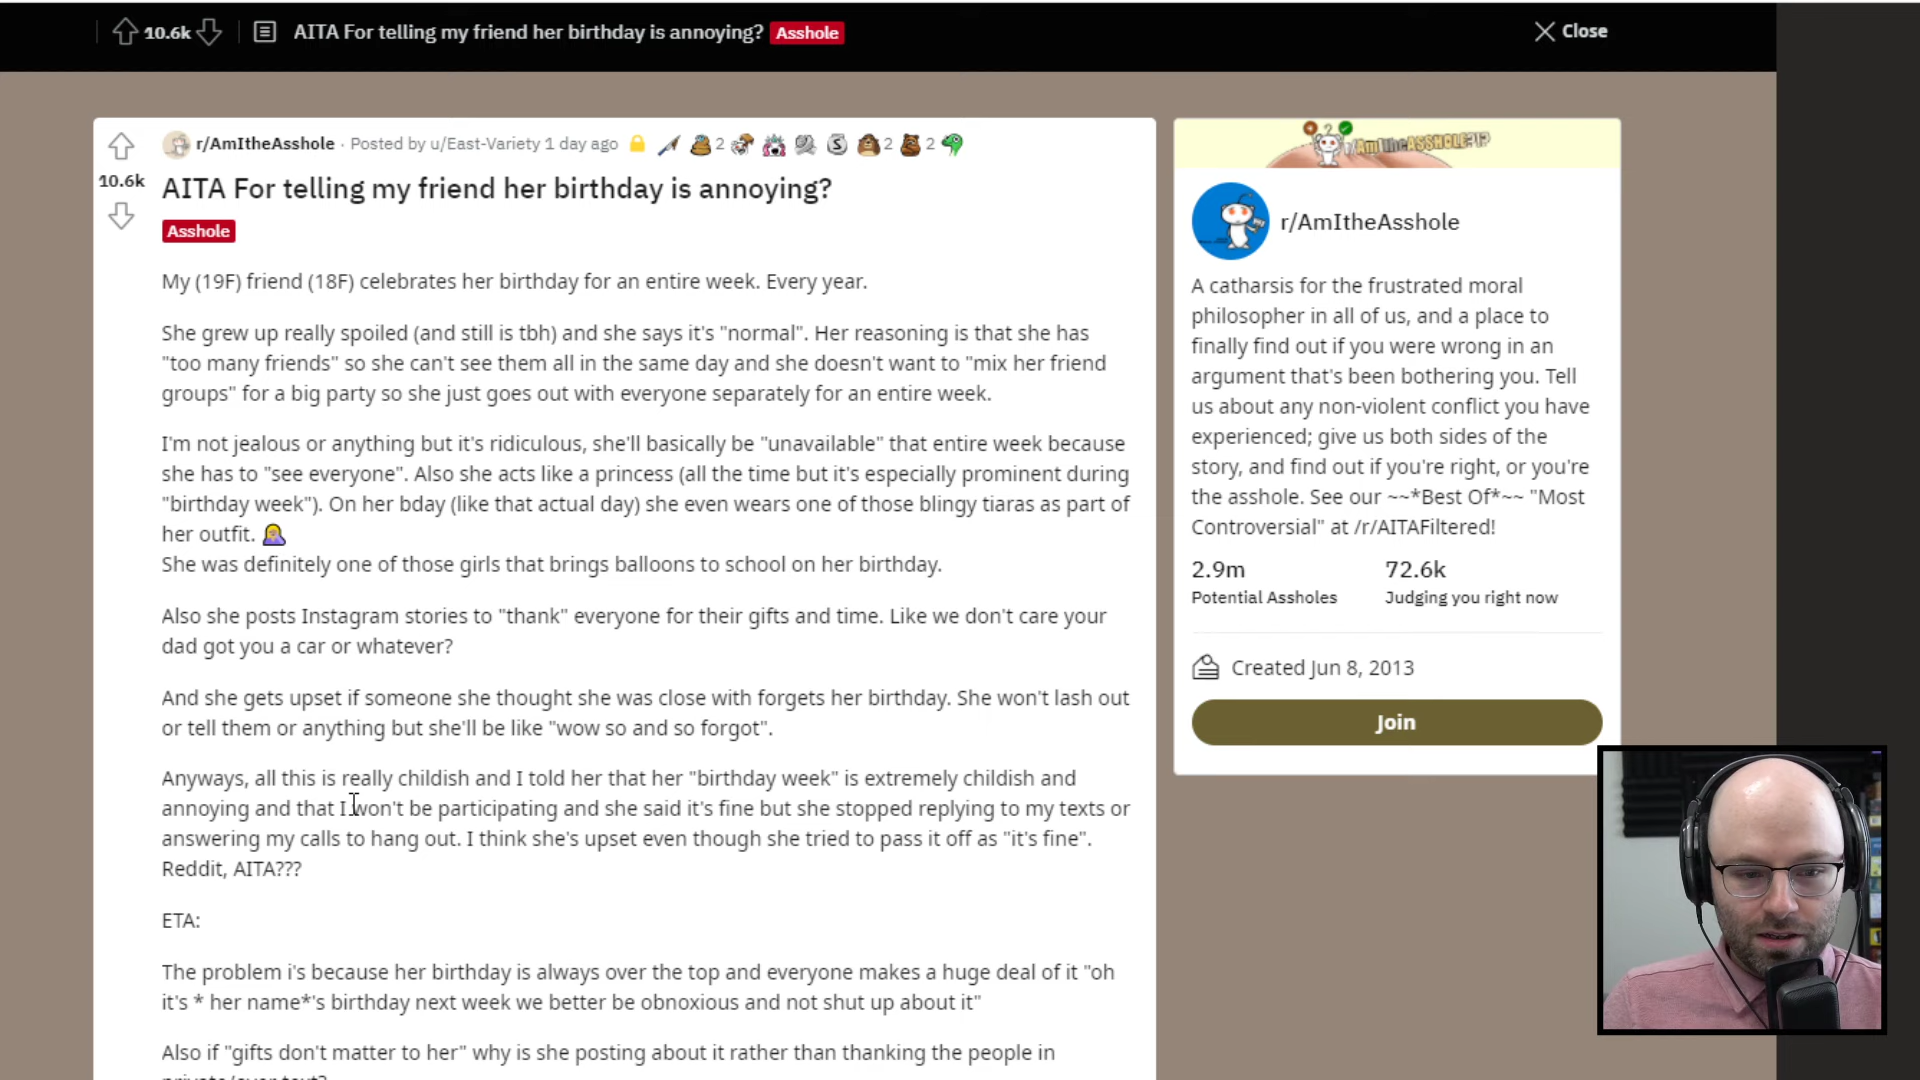 10.6k AITA For telling my friend her birthday is annoying? Asshole
Close
r/AmItheAsshole · Posted by u/East-Variety 1 day ago 2 2 2
10.6k
AITA For telling my friend her birthday is annoying?
Asshole
My (19F) friend (18F) celebrates her birthday for an entire week. Every year.
She grew up really spoiled (and still is tbh) and she says it's "normal". Her reasoning is that she has
"too many friends" so she can't see them all in the same day and she doesn't want to "mix her friend
groups" for a big party so she just goes out with everyone separately for an entire week.
I'm not jealous or anything but it's ridiculous, she'll basically be "unavailable" that entire week because
she has to "see everyone". Also she acts like a princess (all the time but it's especially prominent during
"birthday week"). On her bday (like that actual day) she even wears one of those blingy tiaras as part of
her outfit. 🤦‍♀️
She was definitely one of those girls that brings balloons to school on her birthday.
Also she posts Instagram stories to "thank" everyone for their gifts and time. Like we don't care your
dad got you a car or whatever?
And she gets upset if someone she thought she was close with forgets her birthday. She won't lash out
or tell them or anything but she'll be like "wow so and so forgot".
Anyways, all this is really childish and I told her that her "birthday week" is extremely childish and
annoying and that I won't be participating and she said it's fine but she stopped replying to my texts or
answering my calls to hang out. I think she's upset even though she tried to pass it off as "it's fine".
Reddit, AITA???
ETA:
The problem i's because her birthday is always over the top and everyone makes a huge deal of it "oh
it's * her name*'s birthday next week we better be obnoxious and not shut up about it"
Also if "gifts don't matter to her" why is she posting about it rather than thanking the people in
private/over text?
r/AmItheASSHOLE?!?
r/AmItheAsshole
A catharsis for the frustrated moral
philosopher in all of us, and a place to
finally find out if you were wrong in an
argument that's been bothering you. Tell
us about any non-violent conflict you have
experienced; give us both sides of the
story, and find out if you're right, or you're
the asshole. See our ~~*Best Of*~~ "Most
Controversial" at /r/AITAFiltered!
2.9m 72.6k
Potential Assholes Judging you right now
Created Jun 8, 2013
Join